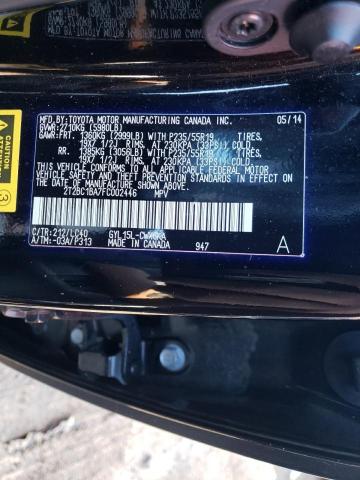 MFD.BY:TOYOTA MOTOR MANUFACTURING CANADA INC. 05/14
GVWR:2710KG (5980LB)
GAWR:FRT. 1360KG (2999LB) WITH P235/55R19 TIRES,
19X7 1/2J RIMS, AT 230KPA (33PSI) COLD
RR. 1385KG (3056LB) WITH P235/55R19 TIRES,
19X7 1/2J RIMS, AT 230KPA (33PSI) COLD
THIS VEHICLE CONFORMS TO ALL APPLICABLE FEDERAL MOTOR
VEHICLE SAFETY STANDARDS IN EFFECT ON THE DATE OF
MANUFACTURE SHOWN ABOVE.
2T2BC1BA7FC002446 MPV
C/TR:212/LC40 GYL15L-
A/TM:-03A/P313 MADE IN CANADA 947 A
CAUTION